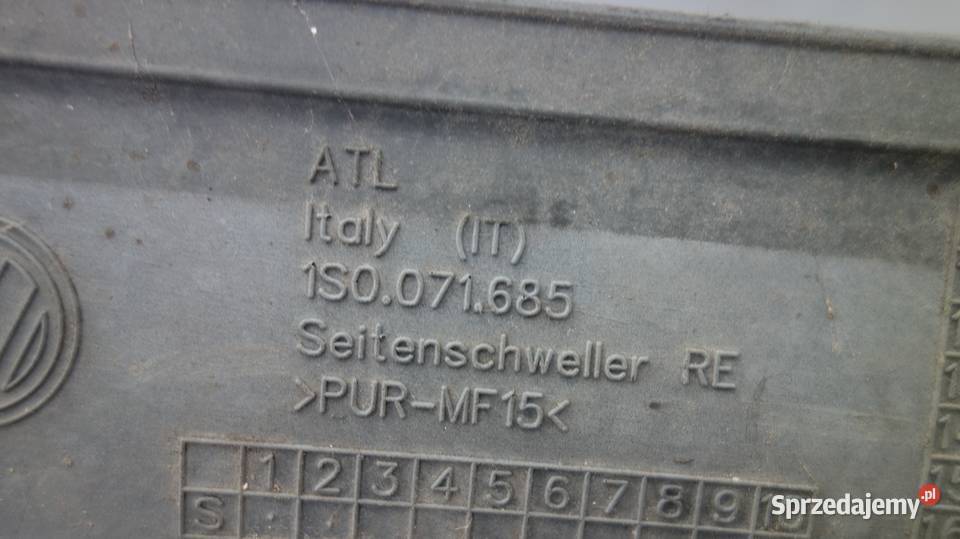 ATL
Italy (IT)
1S0.071.685
Seitenschweller RE
>PUR-MF15<
1 2 3 4 5 6 7 8 9 10
S
Sprzedajemy.pl